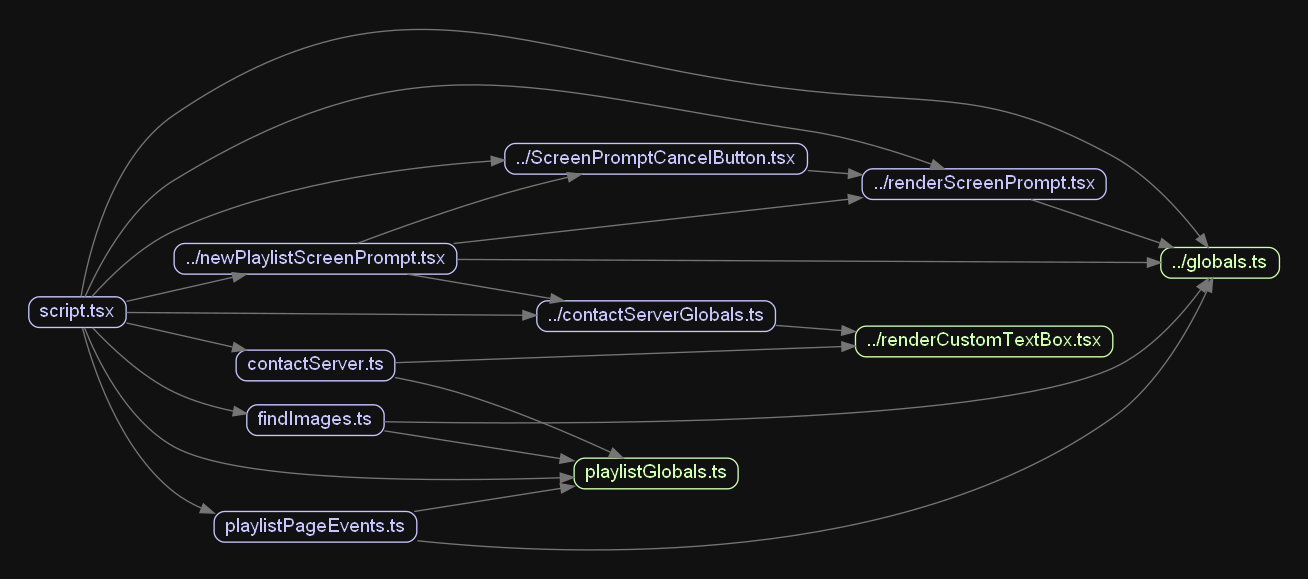 ../ScreenPromptCancelButton.tsx
../renderScreenPrompt.tsx
../newPlaylistScreenPrompt.tsx
../globals.ts
script.tsx
../contactServerGlobals.ts
../renderCustomTextBox.tsx
contactServer.ts
findImages.ts
playlistGlobals.ts
playlistPageEvents.ts